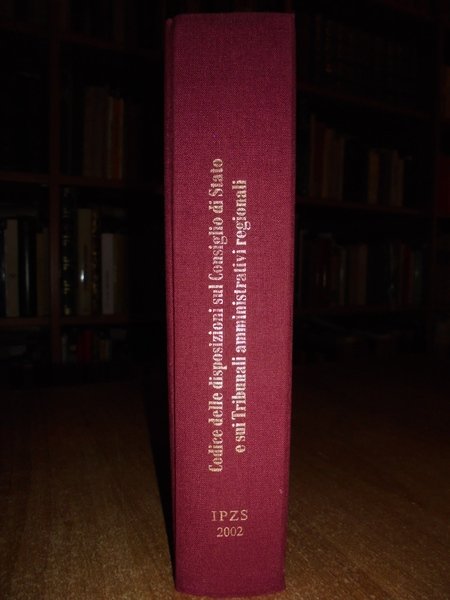 Codice delle disposizioni sul Consiglio di Stato
e sui Tribunali amministrativi regionali
IPZS
2002